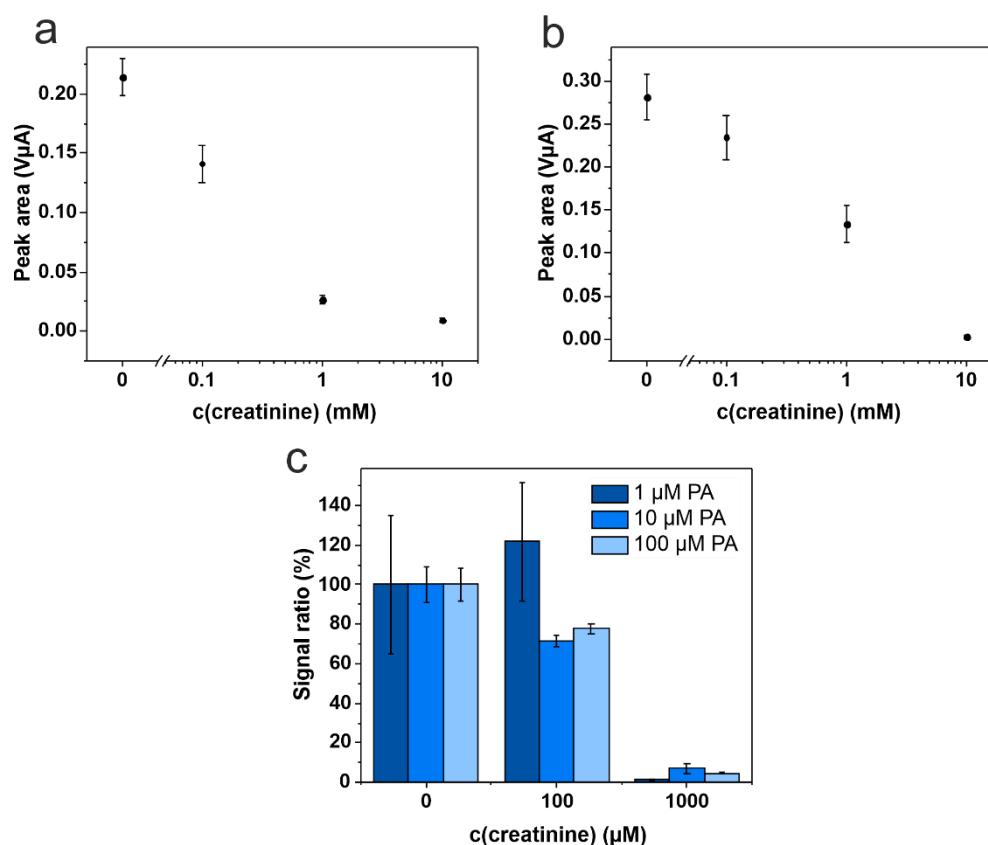 a
Peak area (VµA)
0.20
0.15
0.10
0.05
0.00
0 0.1 1 10
c(creatinine) (mM)
b
Peak area (VµA)
0.30
0.25
0.20
0.15
0.10
0.05
0.00
0 0.1 1 10
c(creatinine) (mM)
c
Signal ratio (%)
140
120
100
80
60
40
20
0
1 µM PA
10 µM PA
100 µM PA
0 100 1000
c(creatinine) (µM)